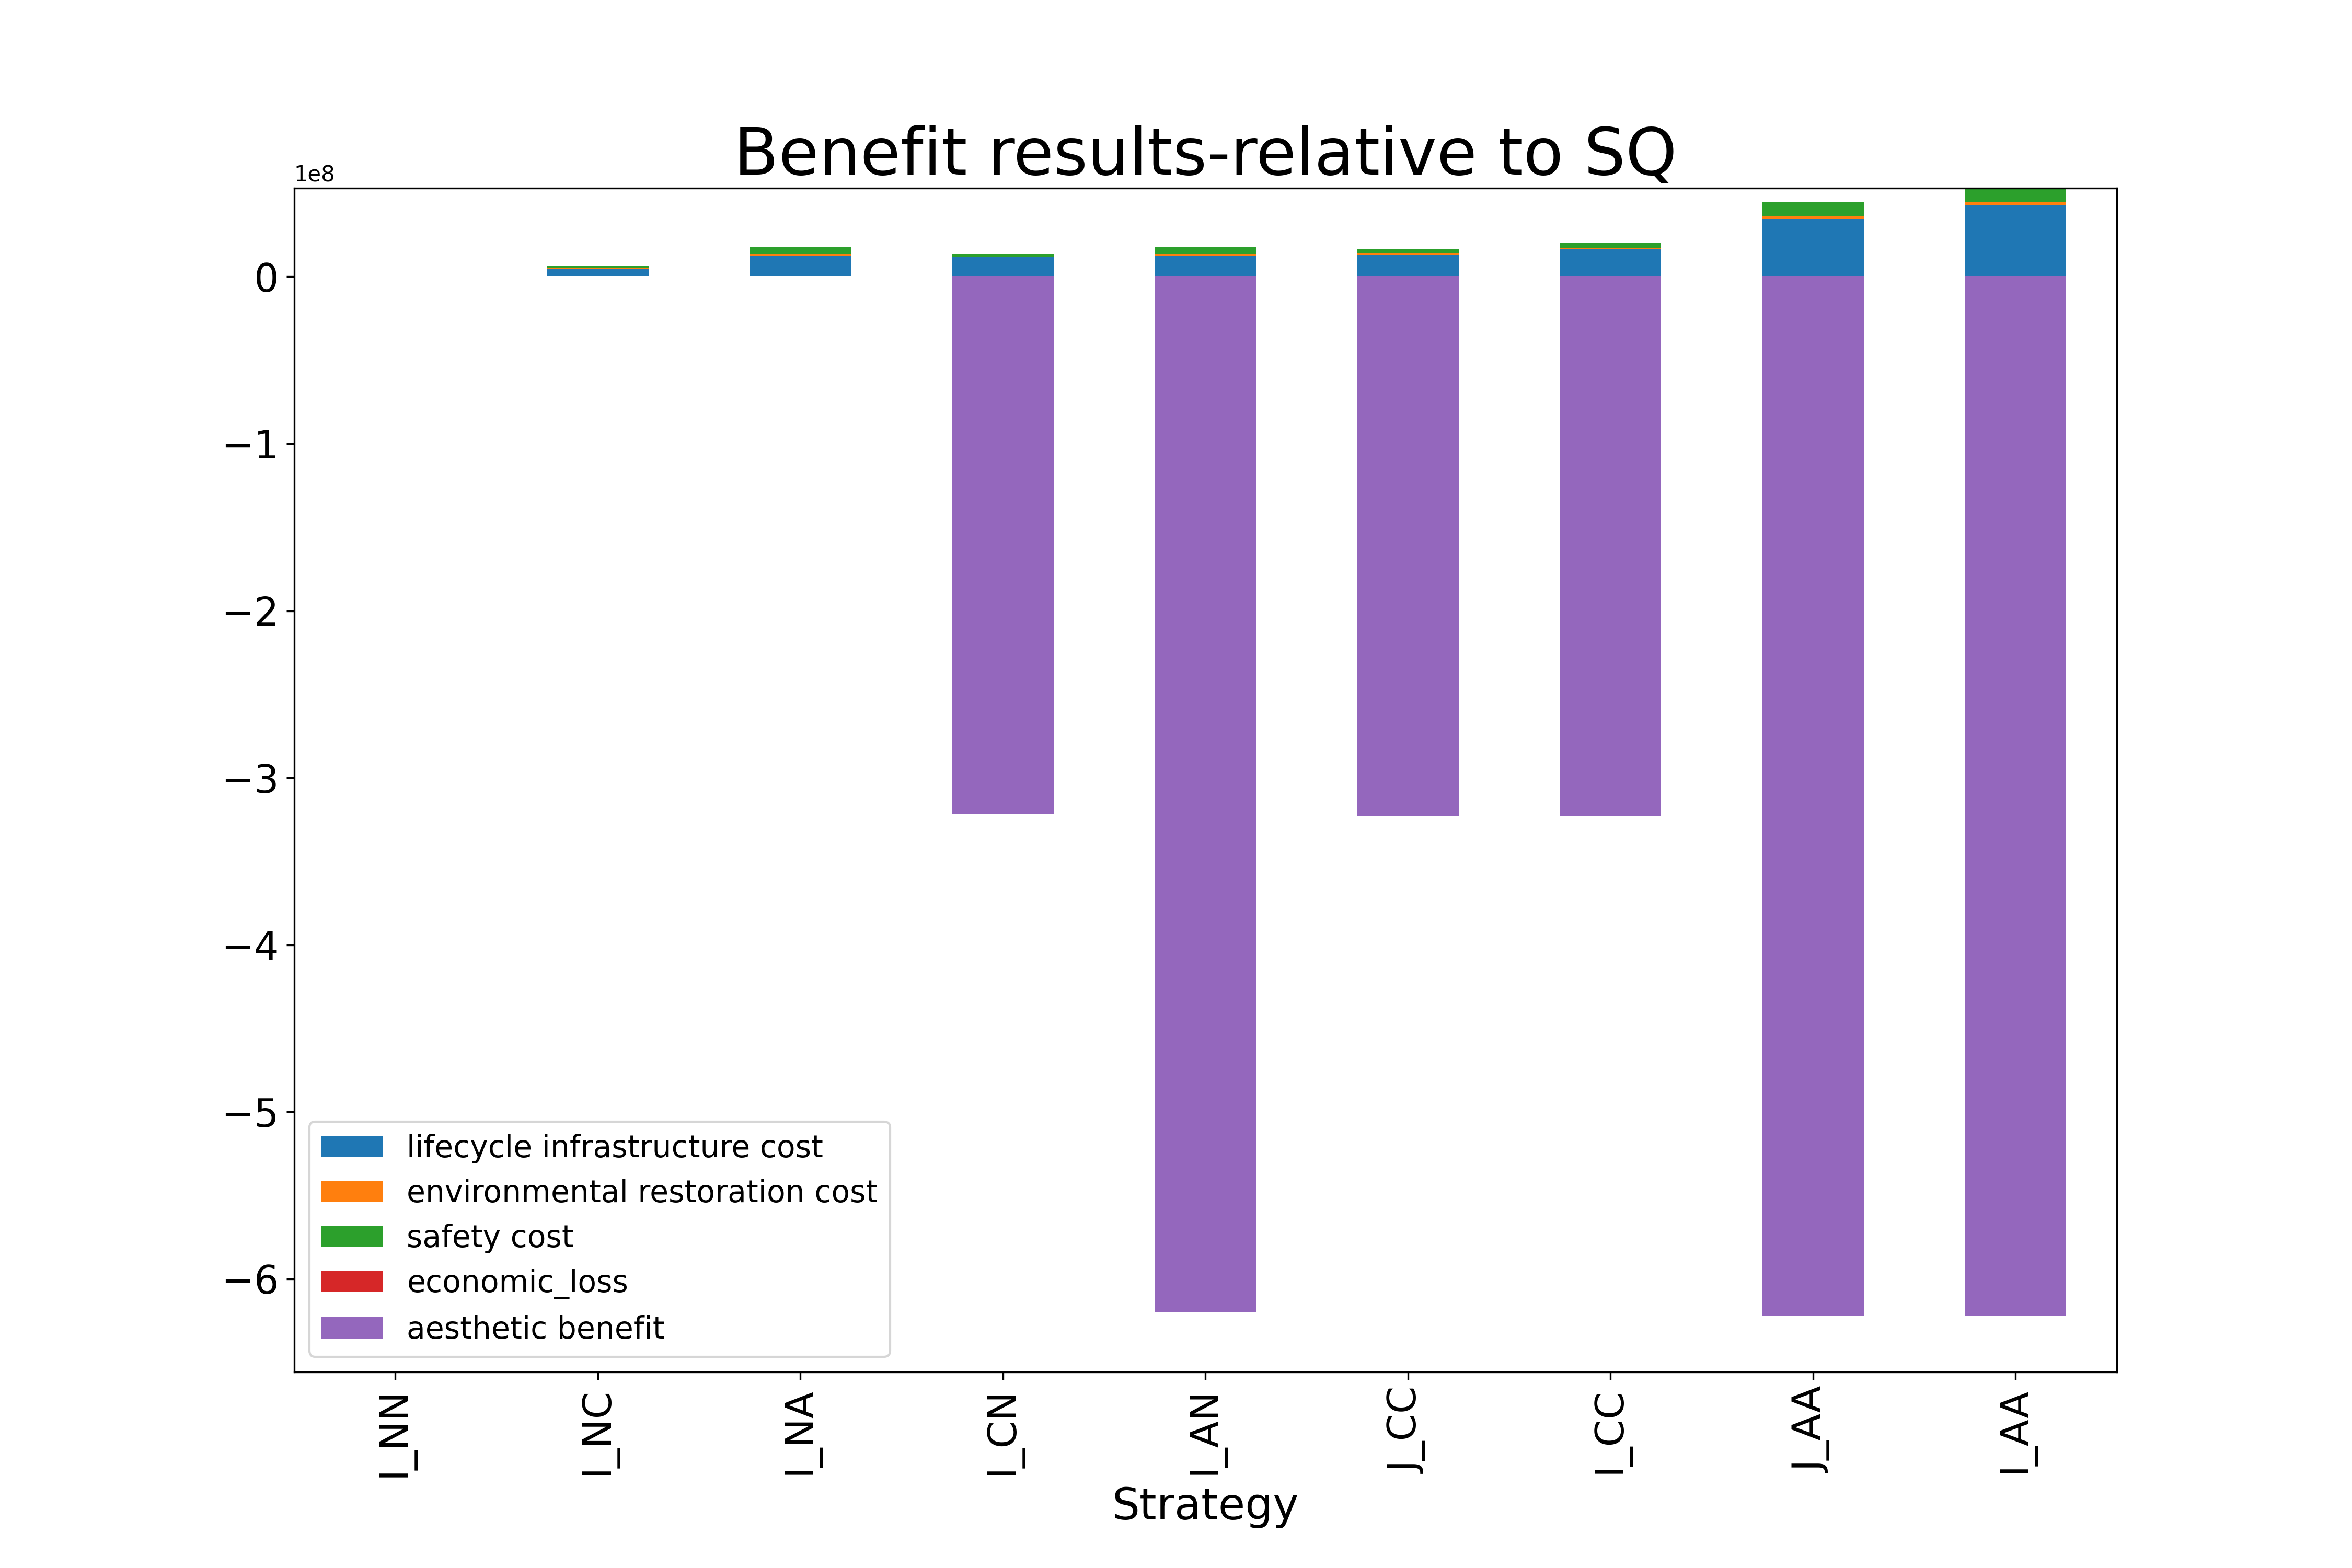 Benefit results-relative to SQ
1e8
0
−1
−2
−3
−4
−5
−6
lifecycle infrastructure cost
environmental restoration cost
safety cost
economic_loss
aesthetic benefit
I_NN
I_NC
I_NA
I_CN
I_AN
J_CC
I_CC
J_AA
I_AA
Strategy